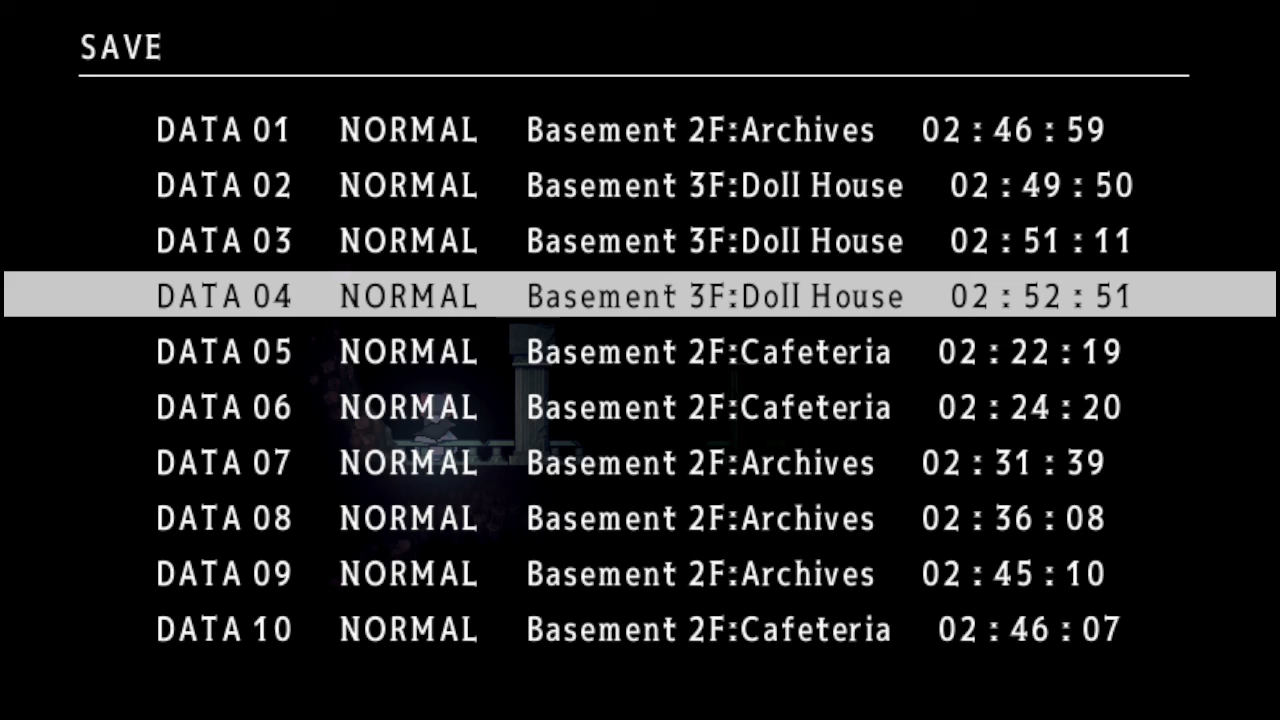 SAVE
DATA 01 NORMAL Basement 2F:Archives 02:46:59
DATA 02 NORMAL Basement 3F:Doll House 02:49:50
DATA 03 NORMAL Basement 3F:Doll House 02:51:11
DATA 04 NORMAL Basement 3F:Doll House 02:52:51
DATA 05 NORMAL Basement 2F:Cafeteria 02:22:19
DATA 06 NORMAL Basement 2F:Cafeteria 02:24:20
DATA 07 NORMAL Basement 2F:Archives 02:31:39
DATA 08 NORMAL Basement 2F:Archives 02:36:08
DATA 09 NORMAL Basement 2F:Archives 02:45:10
DATA 10 NORMAL Basement 2F:Cafeteria 02:46:07